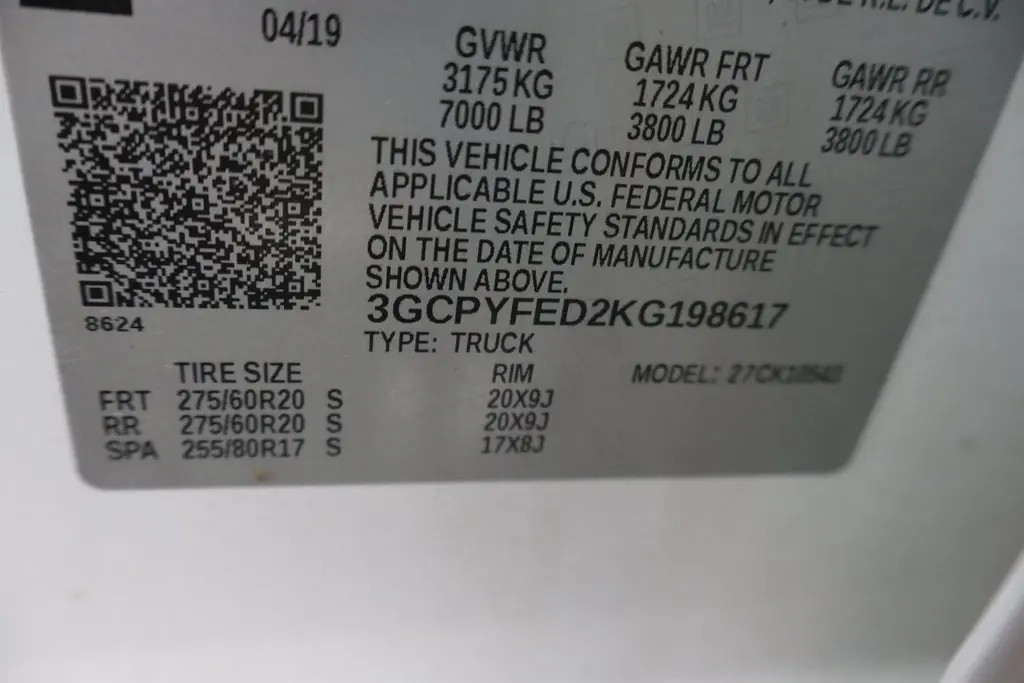 R.L. DE C.V.
04/19
GVWR
3175 KG
7000 LB
GAWR FRT
1724 KG
3800 LB
GAWR RR
1724 KG
3800 LB
THIS VEHICLE CONFORMS TO ALL
APPLICABLE U.S. FEDERAL MOTOR
VEHICLE SAFETY STANDARDS IN EFFECT
ON THE DATE OF MANUFACTURE
SHOWN ABOVE.
3GCPYFED2KG198617
8624
TYPE: TRUCK
TIRE SIZE RIM MODEL:
FRT 275/60R20 S 20X9J
RR 275/60R20 S 20X9J
SPA 255/80R17 S 17X8J